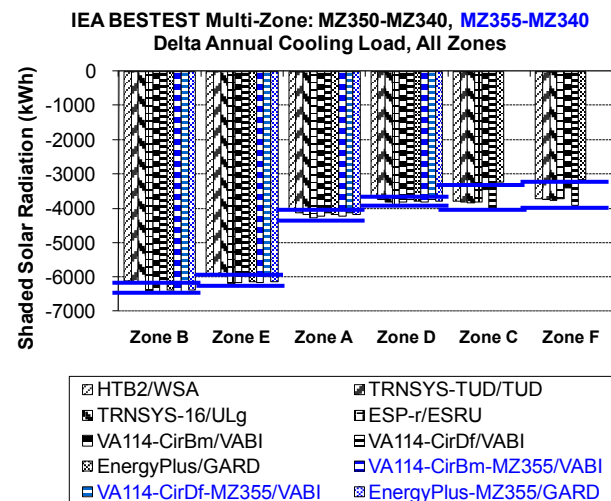 IEA BESTEST Multi-Zone: MZ350-MZ340, MZ355-MZ340
Delta Annual Cooling Load, All Zones
Shaded Solar Radiation (kWh)
0
-1000
-2000
-3000
-4000
-5000
-6000
-7000
Zone B Zone E Zone A Zone D Zone C Zone F
HTB2/WSA TRNSYS-TUD/TUD
TRNSYS-16/ULg ESP-r/ESRU
VA114-CirBm/VABI VA114-CirDf/VABI
EnergyPlus/GARD VA114-CirBm-MZ355/VABI
VA114-CirDf-MZ355/VABI EnergyPlus-MZ355/GARD